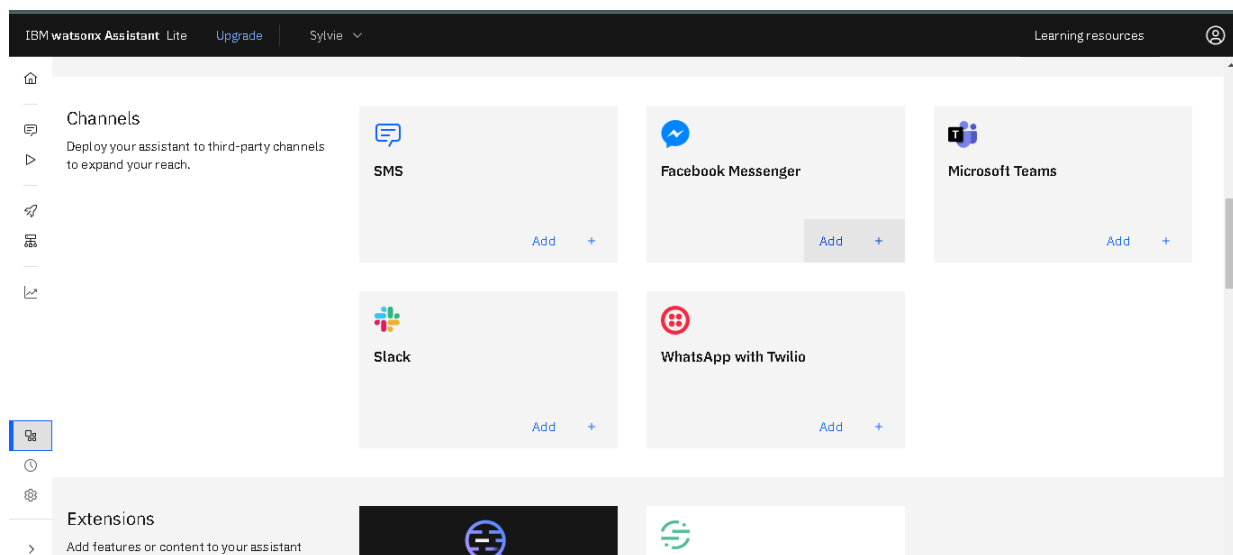 IBM watsonx Assistant Lite Upgrade Sylvie Learning resources
Channels
Deploy your assistant to third-party channels
to expand your reach.
SMS
Add +
Facebook Messenger
Add +
T
Microsoft Teams
Add +
Slack
Add +
WhatsApp with Twilio
Add +
Extensions
Add features or content to your assistant